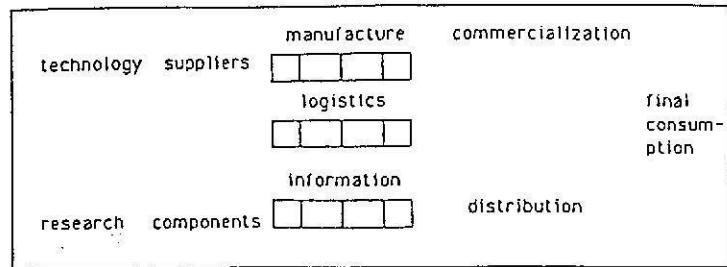 manufacture commercialization
technology suppliers
logistics
final
consum-
ption
information
research components distribution